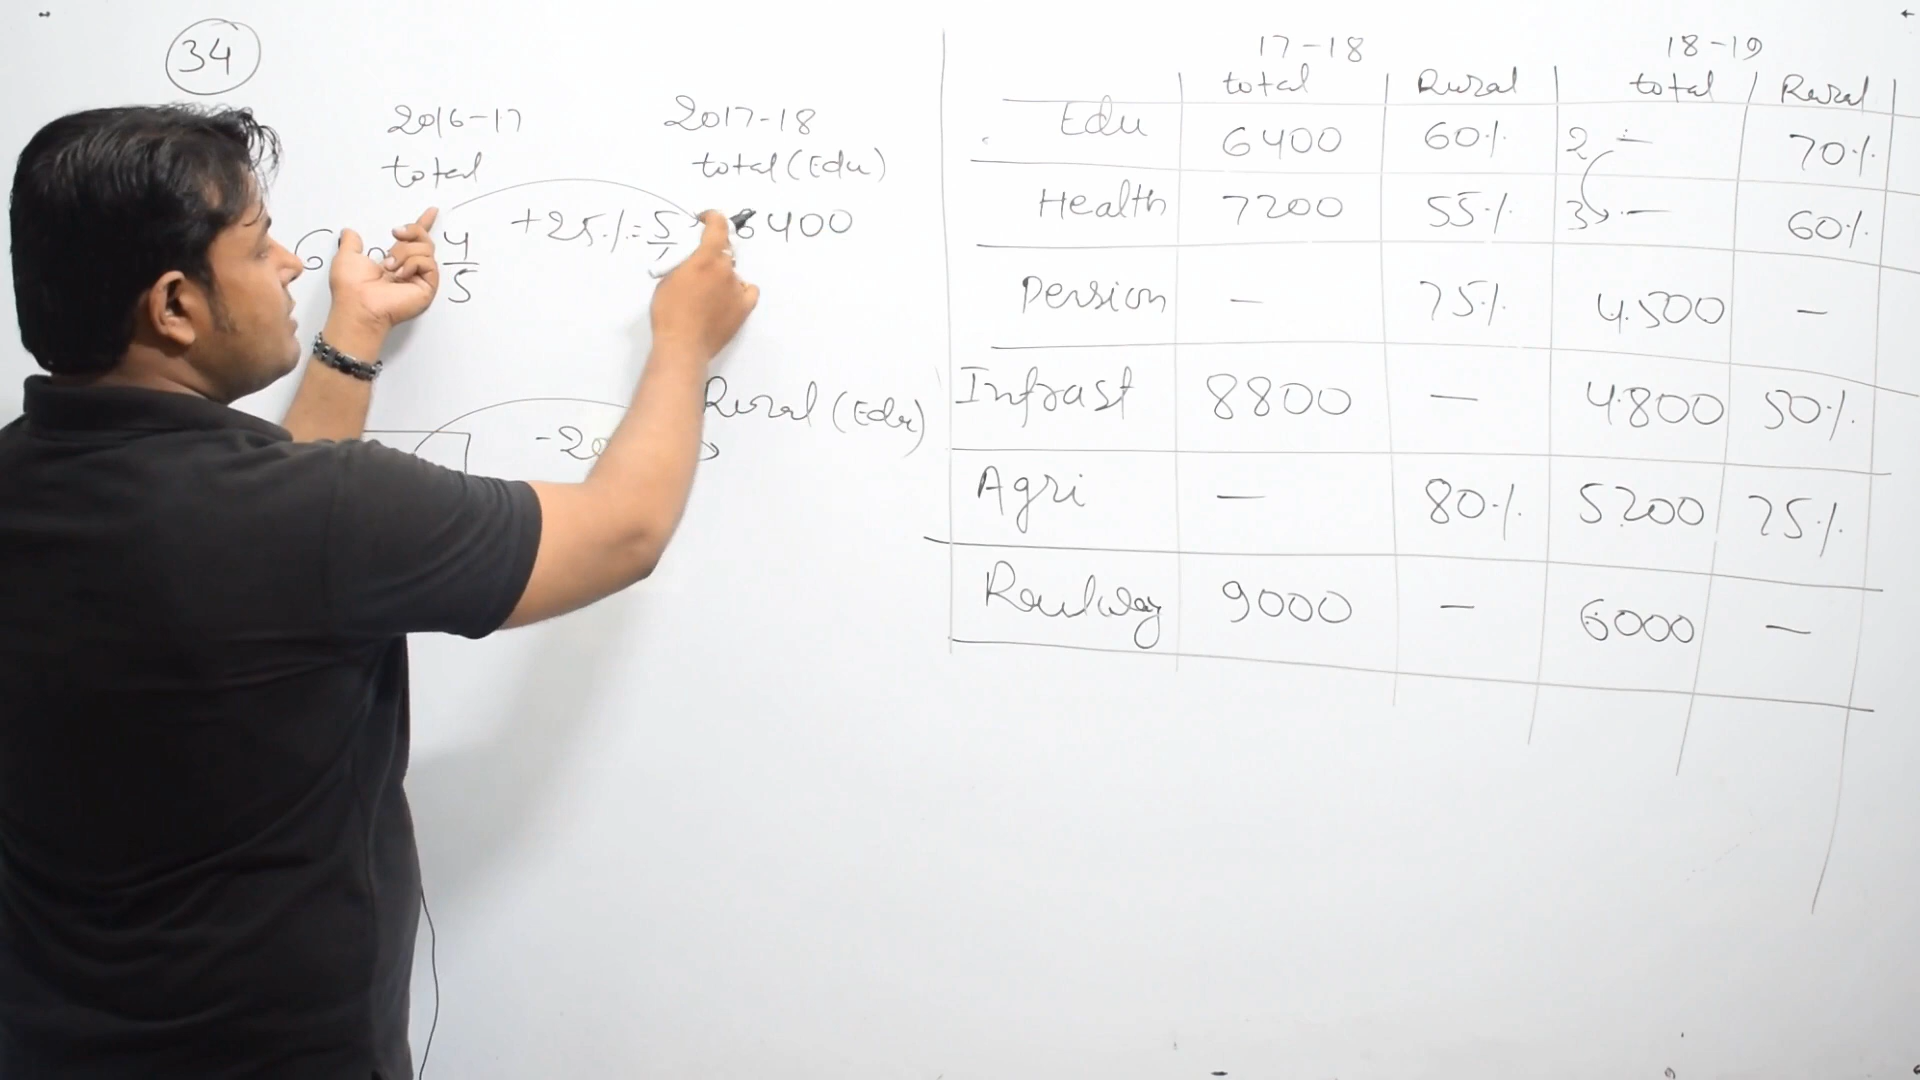 34
2016-17 2017-18
total total (Edu)
+25%=5/4 6400
4/5
Rural (Edu)
-20
17-18 18-19
total Rural total Rural
Edu 6400 60% 2 - 70%
Health 7200 55% 3 - 60%
Pension - 75% 4500 -
Infrast 8800 - 4800 50%
Agri - 80% 5200 75%
Railway 9000 - 6000 -